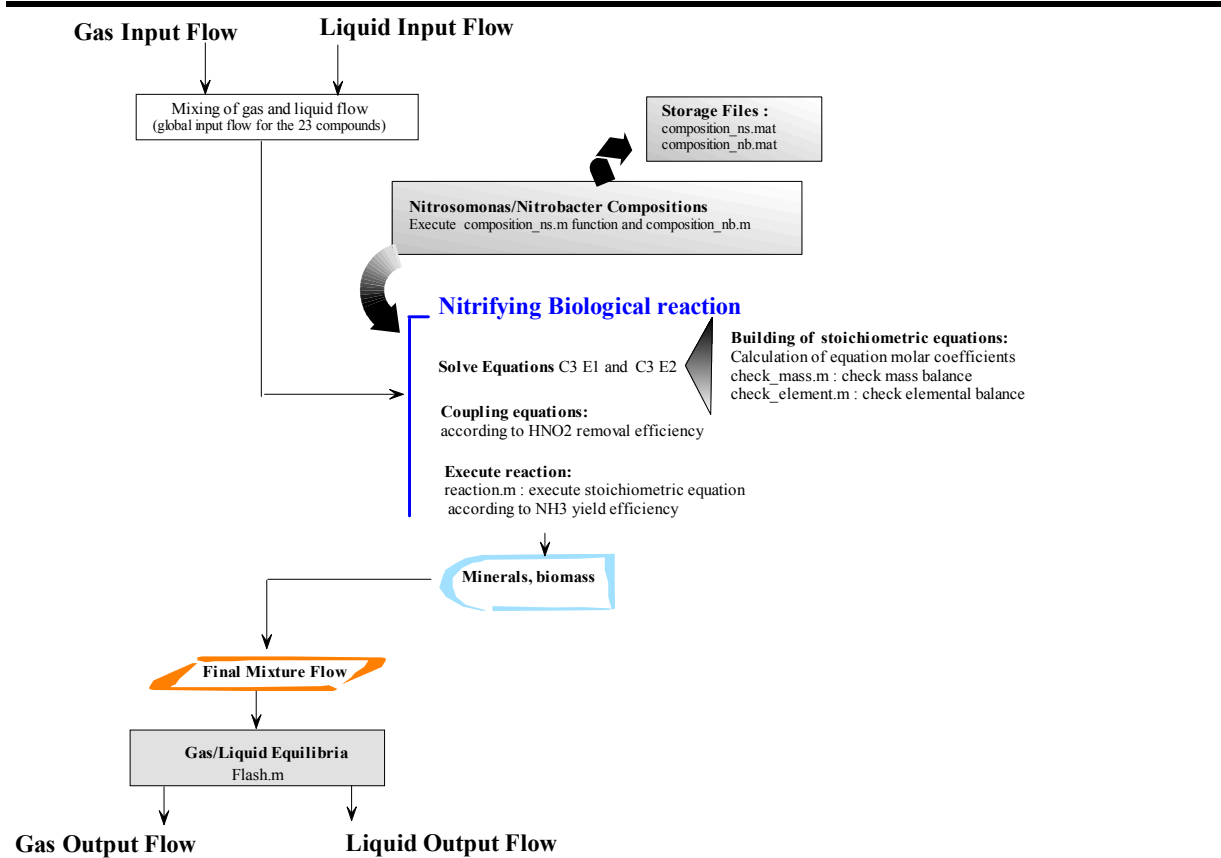 Gas Input Flow
Liquid Input Flow
Mixing of gas and liquid flow
(global input flow for the 23 compounds)
Storage Files :
composition_ns.mat
composition_nb.mat
Nitrosomonas/Nitrobacter Compositions
Execute composition_ns.m function and composition_nb.m
Nitrifying Biological reaction
Solve Equations C3 E1 and C3 E2
Building of stoichiometric equations:
Calculation of equation molar coefficients
check_mass.m : check mass balance
check_element.m : check elemental balance
Coupling equations:
according to HNO2 removal efficiency
Execute reaction:
reaction.m : execute stoichiometric equation
according to NH3 yield efficiency
Minerals, biomass
Final Mixture Flow
Gas/Liquid Equilibria
Flash.m
Gas Output Flow
Liquid Output Flow